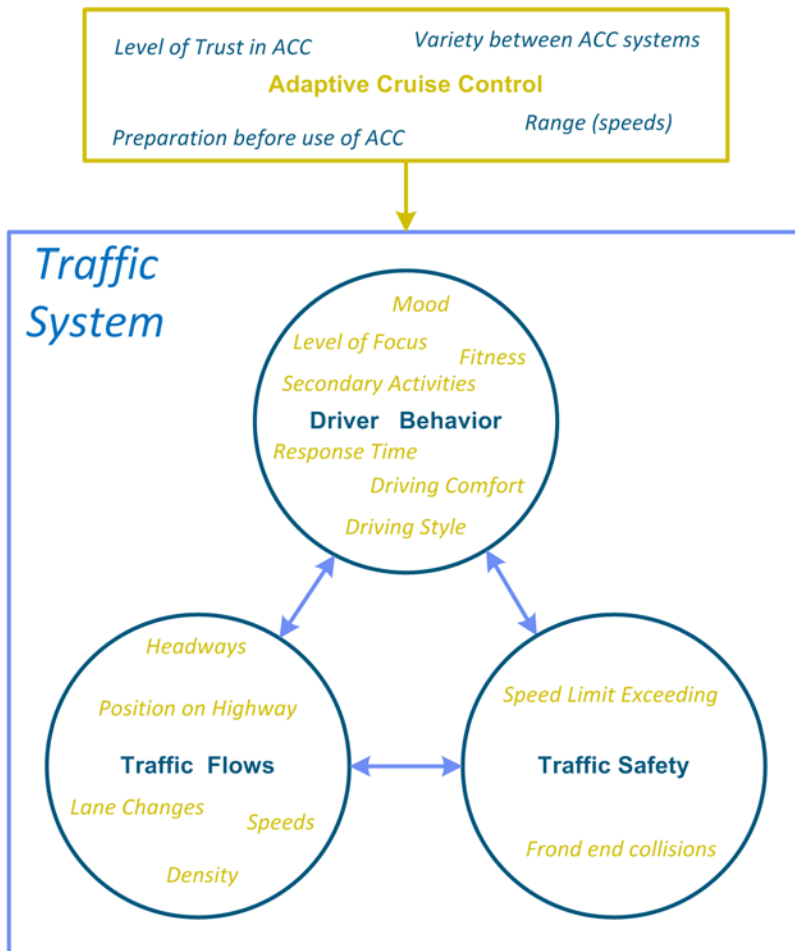 Level of Trust in ACC
Variety between ACC systems
Adaptive Cruise Control
Preparation before use of ACC
Range (speeds)
Traffic
System
Mood
Level of Focus
Fitness
Secondary Activities
Driver Behavior
Response Time
Driving Comfort
Driving Style
Headways
Position on Highway
Traffic Flows
Lane Changes
Speeds
Density
Speed Limit Exceeding
Traffic Safety
Frond end collisions